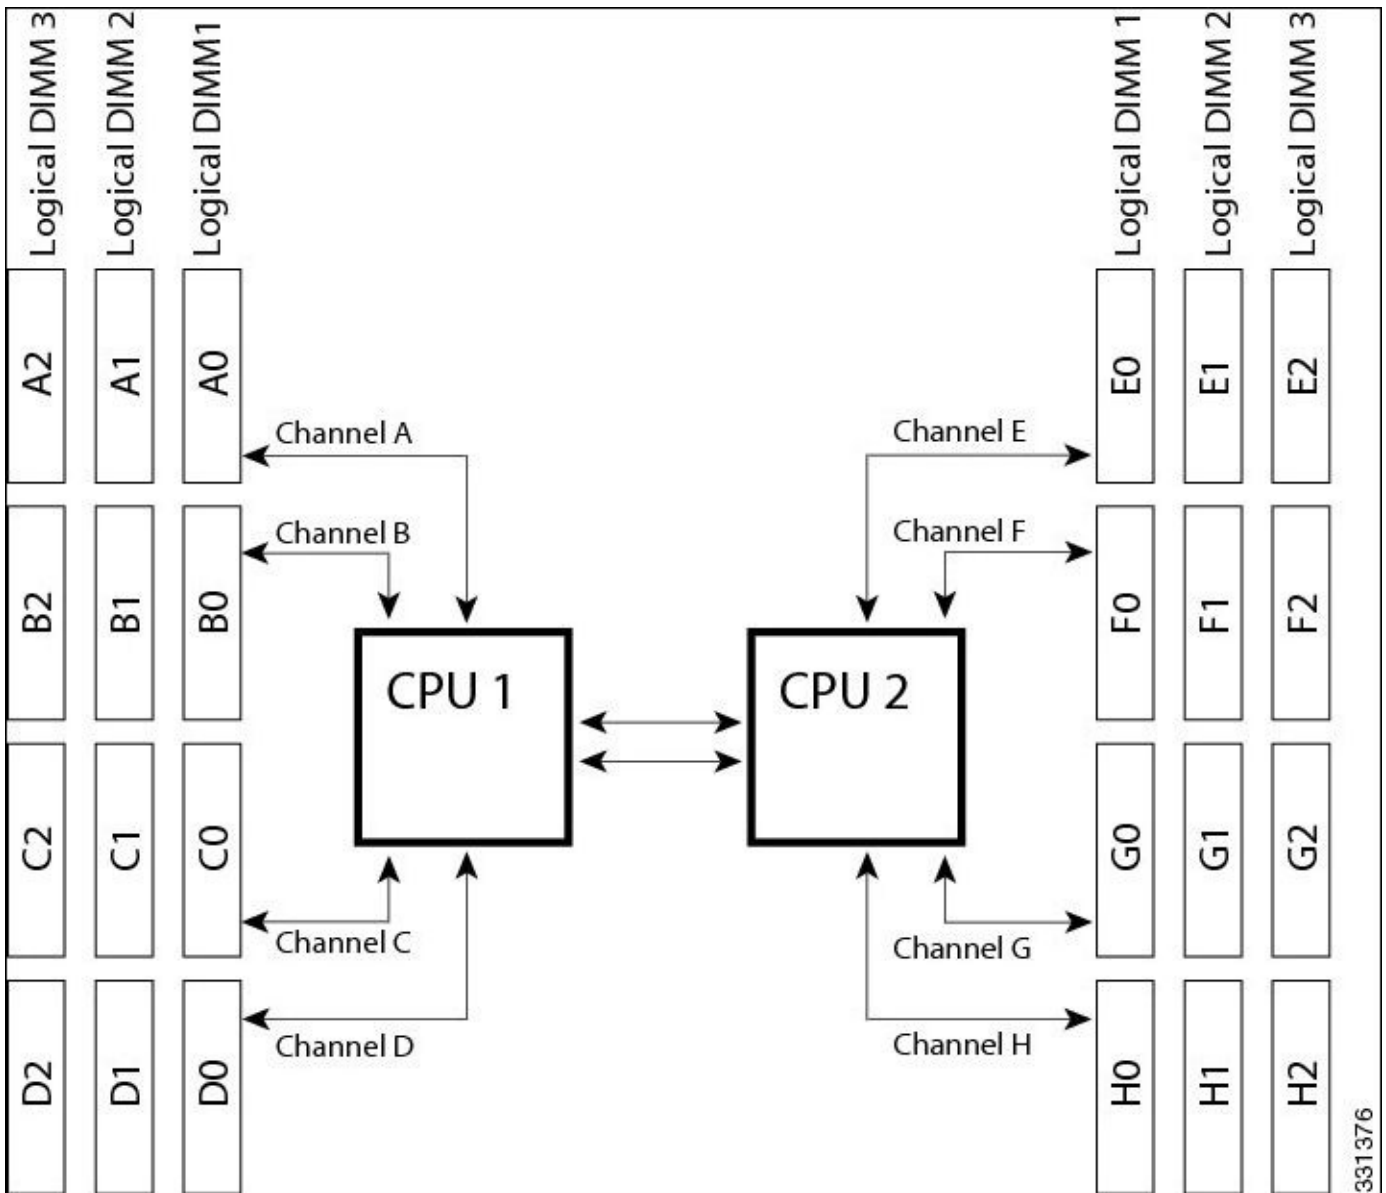 Logical DIMM 3
Logical DIMM 2
Logical DIMM1
Logical DIMM 1
Logical DIMM 2
Logical DIMM 3
A2
A1
A0
E0
E1
E2
Channel A
Channel E
B2
B1
B0
F0
F1
F2
Channel B
Channel F
CPU 1
CPU 2
C2
C1
C0
G0
G1
G2
Channel C
Channel G
D2
D1
D0
H0
H1
H2
Channel D
Channel H
331376